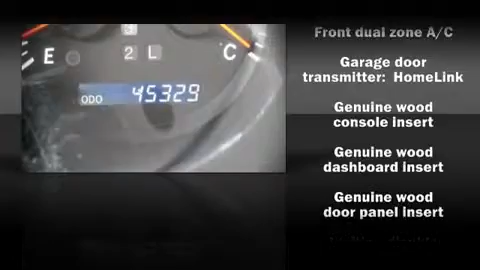 3
2 L
E
C
ODO 45329
Front dual zone A/C
Garage door
transmitter: HomeLink
Genuine wood
console insert
Genuine wood
dashboard insert
Genuine wood
door panel insert